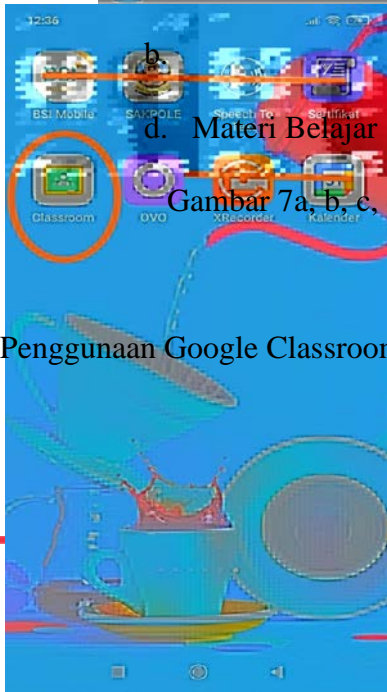 12:36
b.
BSI Mobile SAKPOLE Speech To Sertifikat
d. Materi Belajar
Classroom OVO XRecorder Kalender
Gambar 7a, b, c,
Penggunaan Google Classroom